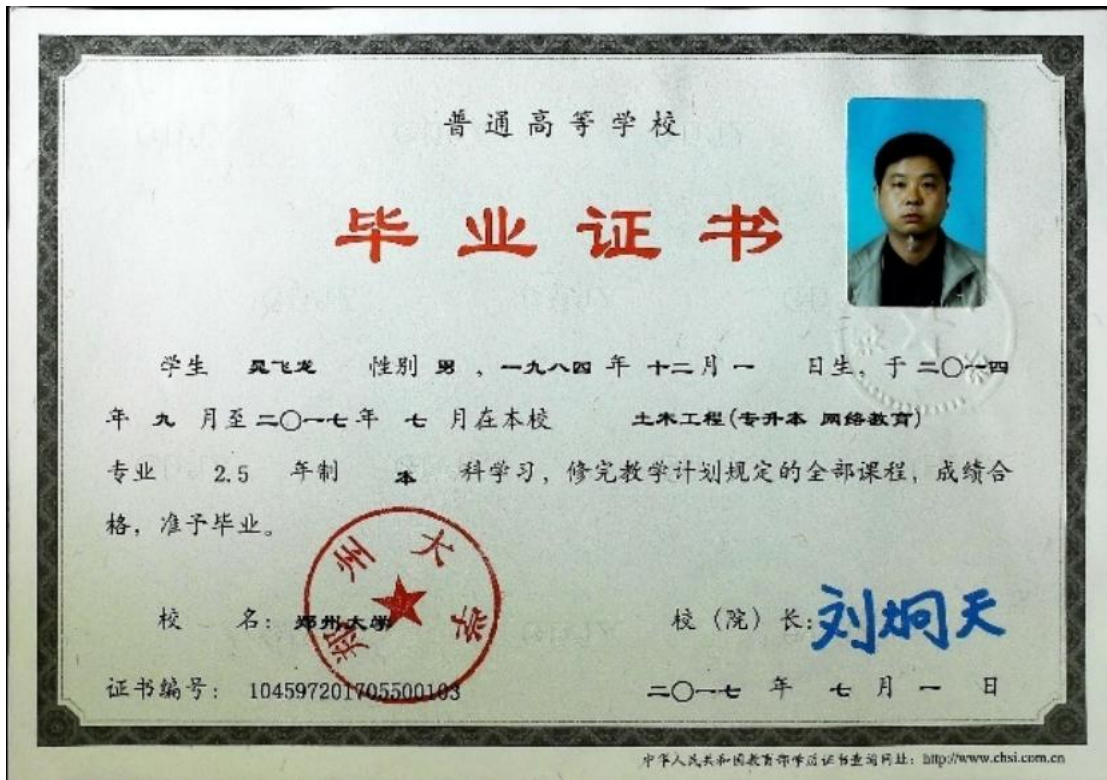 普通高等学校
毕业证书
学生 吴飞龙 性别 男 ,一九八四 年 十二月 一 日生,于 二〇一四
年 九 月至 二〇一七年 七 月在本校 土木工程(专升本 网络教育)
专业 2.5 年制 本 科学习,修完教学计划规定的全部课程,成绩合
格,准予毕业。
郑州大学
校 名: 郑州大学 校(院)长: 刘炯天
证书编号: 104597201705500103 二〇一七 年 七 月 一 日
中华人民共和国教育部学历证书查询网址: http://www.chsi.com.cn